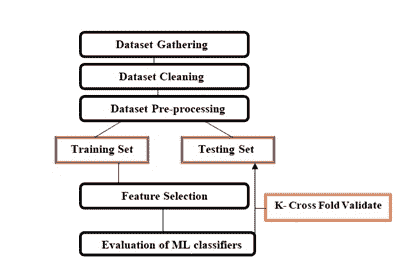 Dataset Gathering
Dataset Cleaning
Dataset Pre-processing
Training Set
Testing Set
Feature Selection
K- Cross Fold Validate
Evaluation of ML classifiers